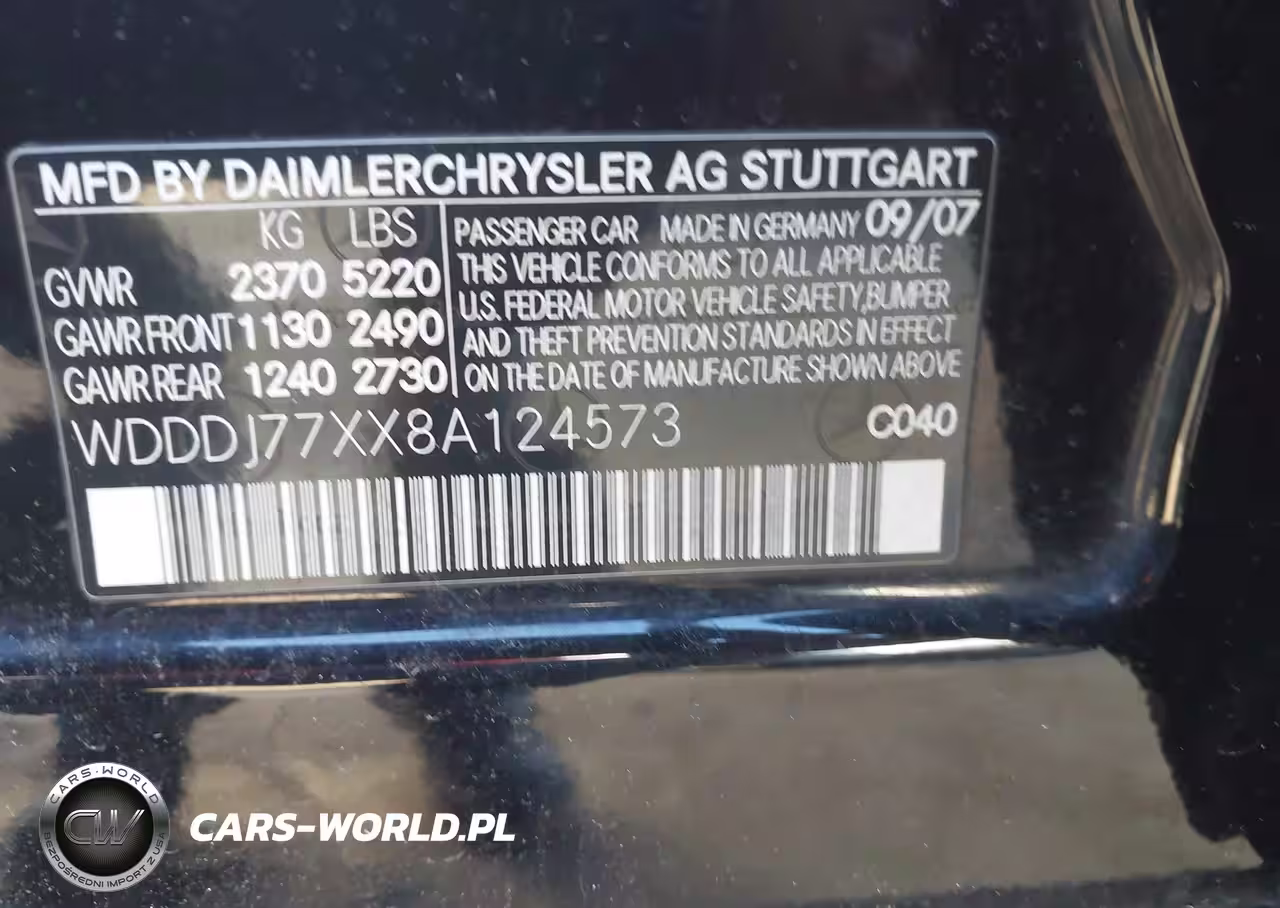 MFD BY DAIMLERCHRYSLER AG STUTTGART
KG LBS
GVWR 2370 5220
GAWR FRONT 1130 2490
GAWR REAR 1240 2730
PASSENGER CAR MADE IN GERMANY 09/07
THIS VEHICLE CONFORMS TO ALL APPLICABLE
U.S. FEDERAL MOTOR VEHICLE SAFETY, BUMPER
AND THEFT PREVENTION STANDARDS IN EFFECT
ON THE DATE OF MANUFACTURE SHOWN ABOVE
WDDDJ77XX8A124573 C040
CARS-WORLD
CW
BEZPOŚREDNI IMPORT Z USA
CARS-WORLD.PL